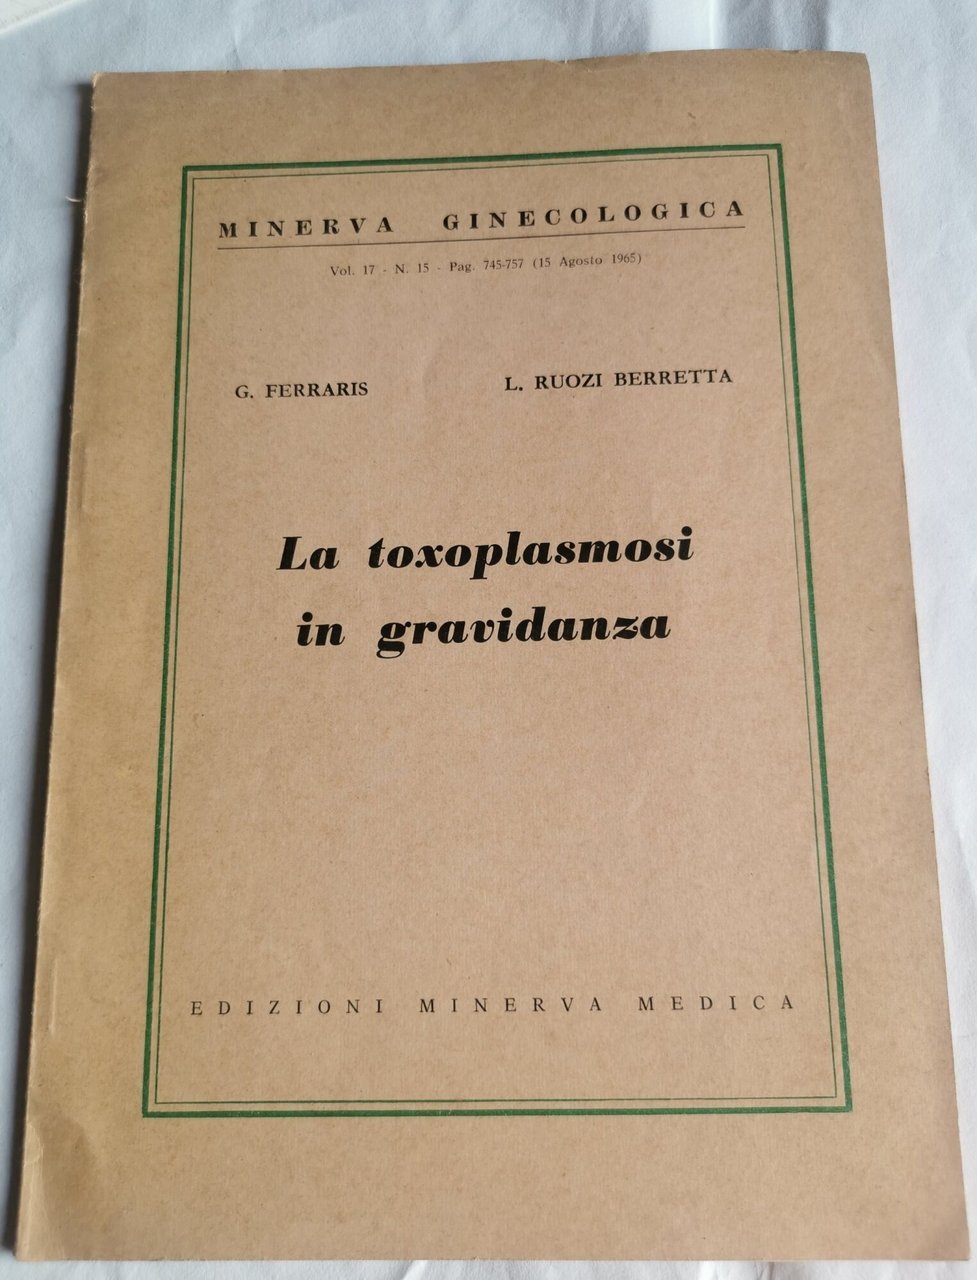 MINERVA GINECOLOGICA
Vol. 17 - N. 15 - Pag. 745-757 (15 Agosto 1965)
G. FERRARIS L. RUOZI BERRETTA
La toxoplasmosi
in gravidanza
EDIZIONI MINERVA MEDICA